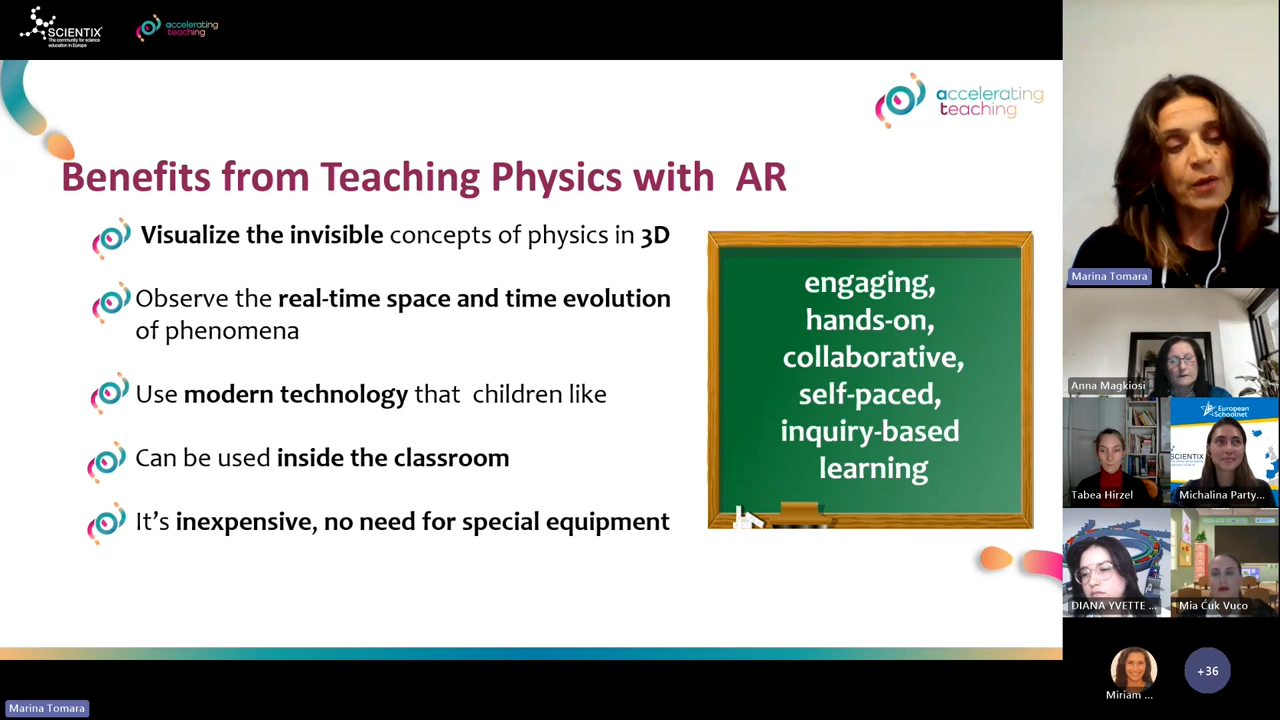 SCIENTIX®
The community for science
education in Europe
accelerating
teaching
accelerating
teaching
Benefits from Teaching Physics with AR
Visualize the invisible concepts of physics in 3D
Observe the real-time space and time evolution
of phenomena
Use modern technology that children like
Can be used inside the classroom
It's inexpensive, no need for special equipment
engaging,
hands-on,
collaborative,
self-paced,
inquiry-based
learning
Marina Tomara
Anna Magkiosi
Tabea Hirzel
European
Schoolnet
SCIENTIX
Michalina Party...
DIANA YVETTE ...
Mia Ćuk Vuco
Miriam ...
+36
Marina Tomara